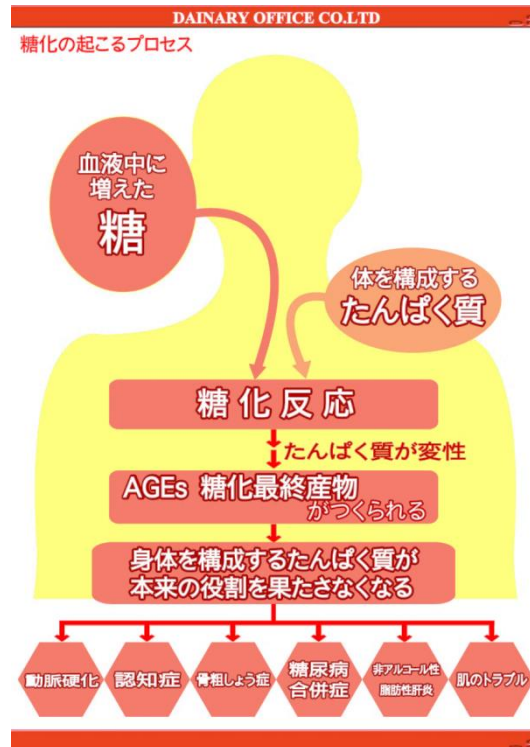 DAINARY OFFICE CO.LTD
糖化の起こるプロセス
血液中に
増えた
糖
体を構成する
たんぱく質
糖化反応
たんぱく質が変性
AGEs 糖化最終産物
がつくられる
身体を構成するたんぱく質が
本来の役割を果たさなくなる
動脈硬化
認知症
骨粗しょう症
糖尿病
合併症
非アルコール性
脂肪性肝炎
肌のトラブル